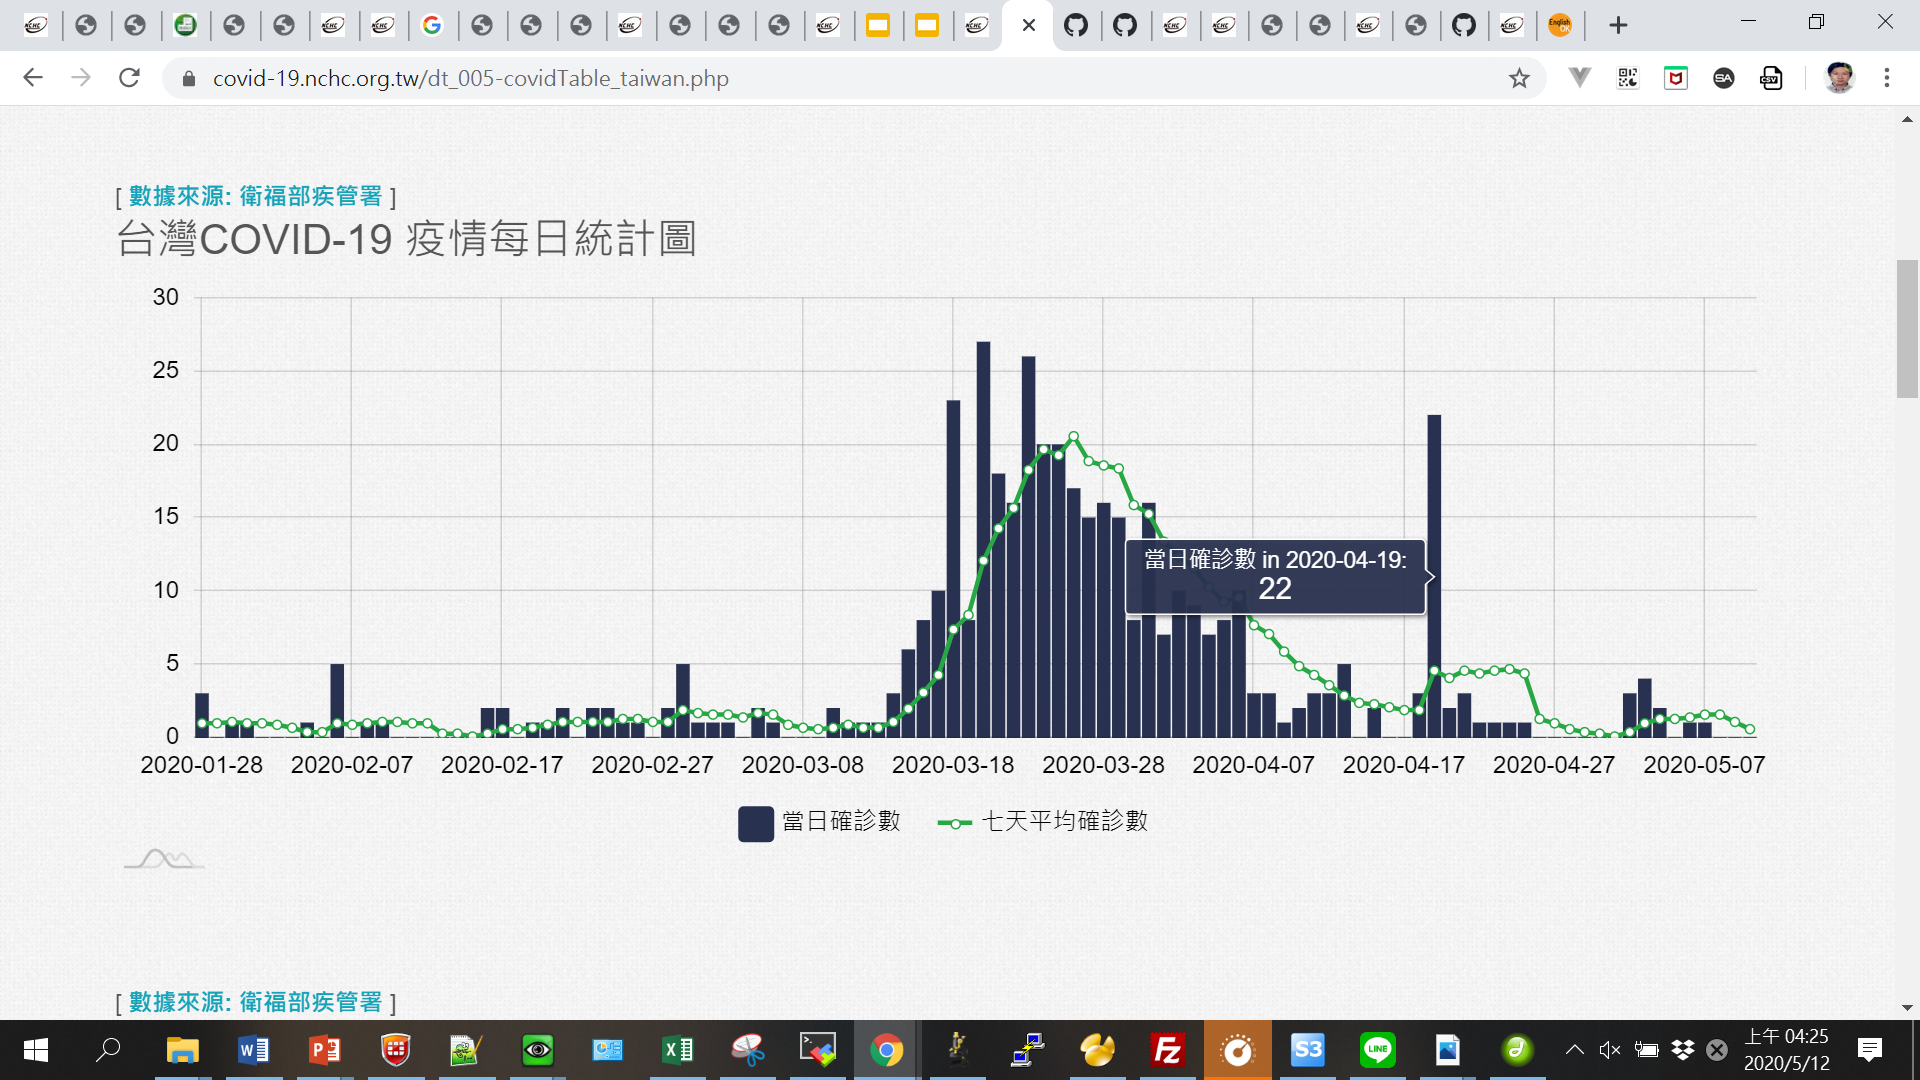 covid-19.nchc.org.tw/dt_005-covidTable_taiwan.php
[ 數據來源: 衛福部疾管署 ]
台灣COVID-19 疫情每日統計圖
30
25
20
15
10
5
0
當日確診數 in 2020-04-19:
22
2020-01-28 2020-02-07 2020-02-17 2020-02-27 2020-03-08 2020-03-18 2020-03-28 2020-04-07 2020-04-17 2020-04-27 2020-05-07
當日確診數 七天平均確診數
[ 數據來源: 衛福部疾管署 ]
上午 04:25
2020/5/12